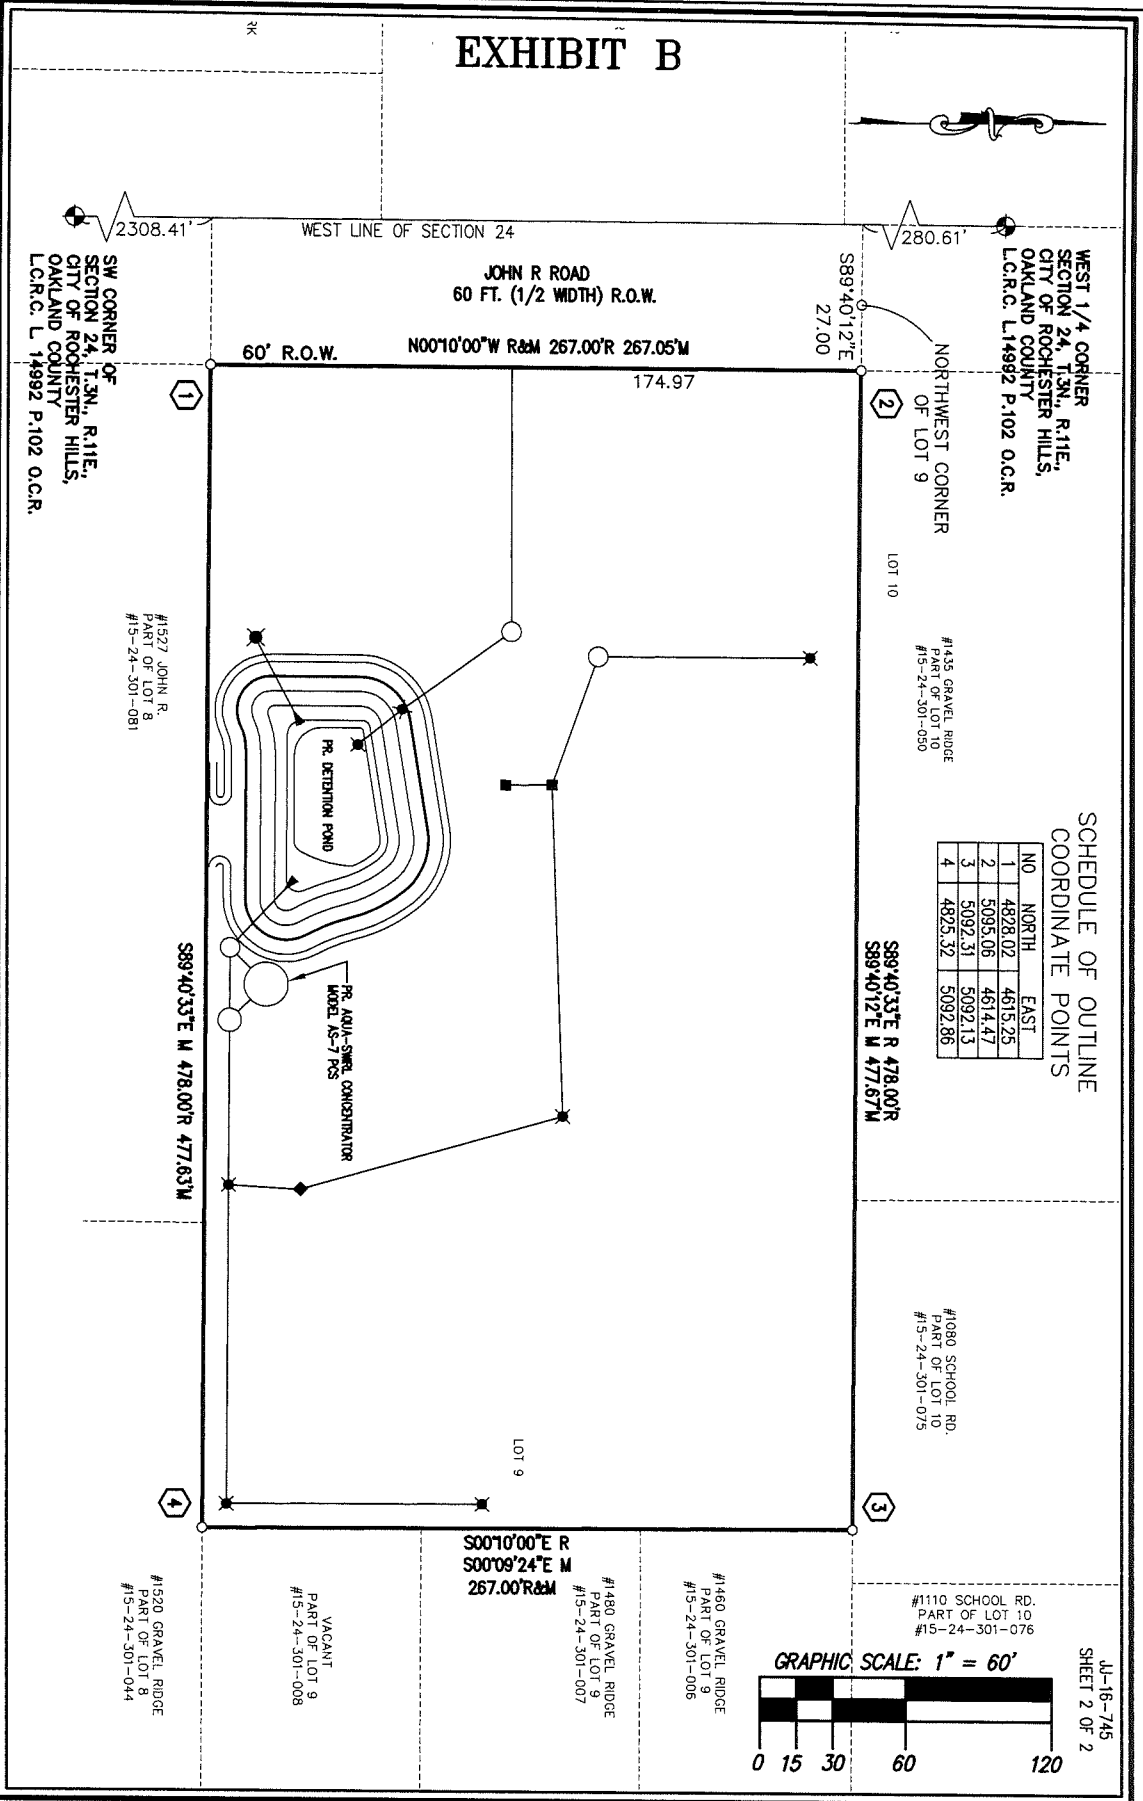 EXHIBIT B
JJ-16-745
SHEET 2 OF 2
WEST 1/4 CORNER
SECTION 24, T.3N., R.11E.,
CITY OF ROCHESTER HILLS,
OAKLAND COUNTY
L.C.R.C. L.14992 P.102 O.C.R.
280.61'
WEST LINE OF SECTION 24
2308.41'
SW CORNER OF
SECTION 24, T.3N., R.11E.,
CITY OF ROCHESTER HILLS,
OAKLAND COUNTY
L.C.R.C. L. 14992 P.102 O.C.R.
JOHN R ROAD
60 FT. (1/2 WIDTH) R.O.W.
S89°40'12"E
27.00
NORTHWEST CORNER
OF LOT 9
60' R.O.W.
N00°10'00"W R&M 267.00'R 267.05'M
174.97
1
2
LOT 10
#1435 GRAVEL RIDGE
PART OF LOT 10
#15-24-301-050
#1527 JOHN R.
PART OF LOT 8
#15-24-301-081
SCHEDULE OF OUTLINE
COORDINATE POINTS
NO NORTH EAST
1 4828.02 4615.25
2 5095.06 4614.47
3 5092.31 5092.13
4 4825.32 5092.86
PR. DETENTION POND
PR. AQUA-SWIRL CONCENTRATOR
MODEL AS-7 PCS
S89°40'33"E R 478.00'R
S89°40'12"E M 477.67'M
S89°40'33"E M 478.00'R 477.63'M
#1080 SCHOOL RD.
PART OF LOT 10
#15-24-301-075
LOT 9
3
4
S00°10'00"E R
S00°09'24"E M
267.00'R&M
#1110 SCHOOL RD.
PART OF LOT 10
#15-24-301-076
#1460 GRAVEL RIDGE
PART OF LOT 9
#15-24-301-006
#1480 GRAVEL RIDGE
PART OF LOT 9
#15-24-301-007
VACANT
PART OF LOT 9
#15-24-301-008
#1520 GRAVEL RIDGE
PART OF LOT 8
#15-24-301-044
GRAPHIC SCALE: 1" = 60'
0 15 30 60 120